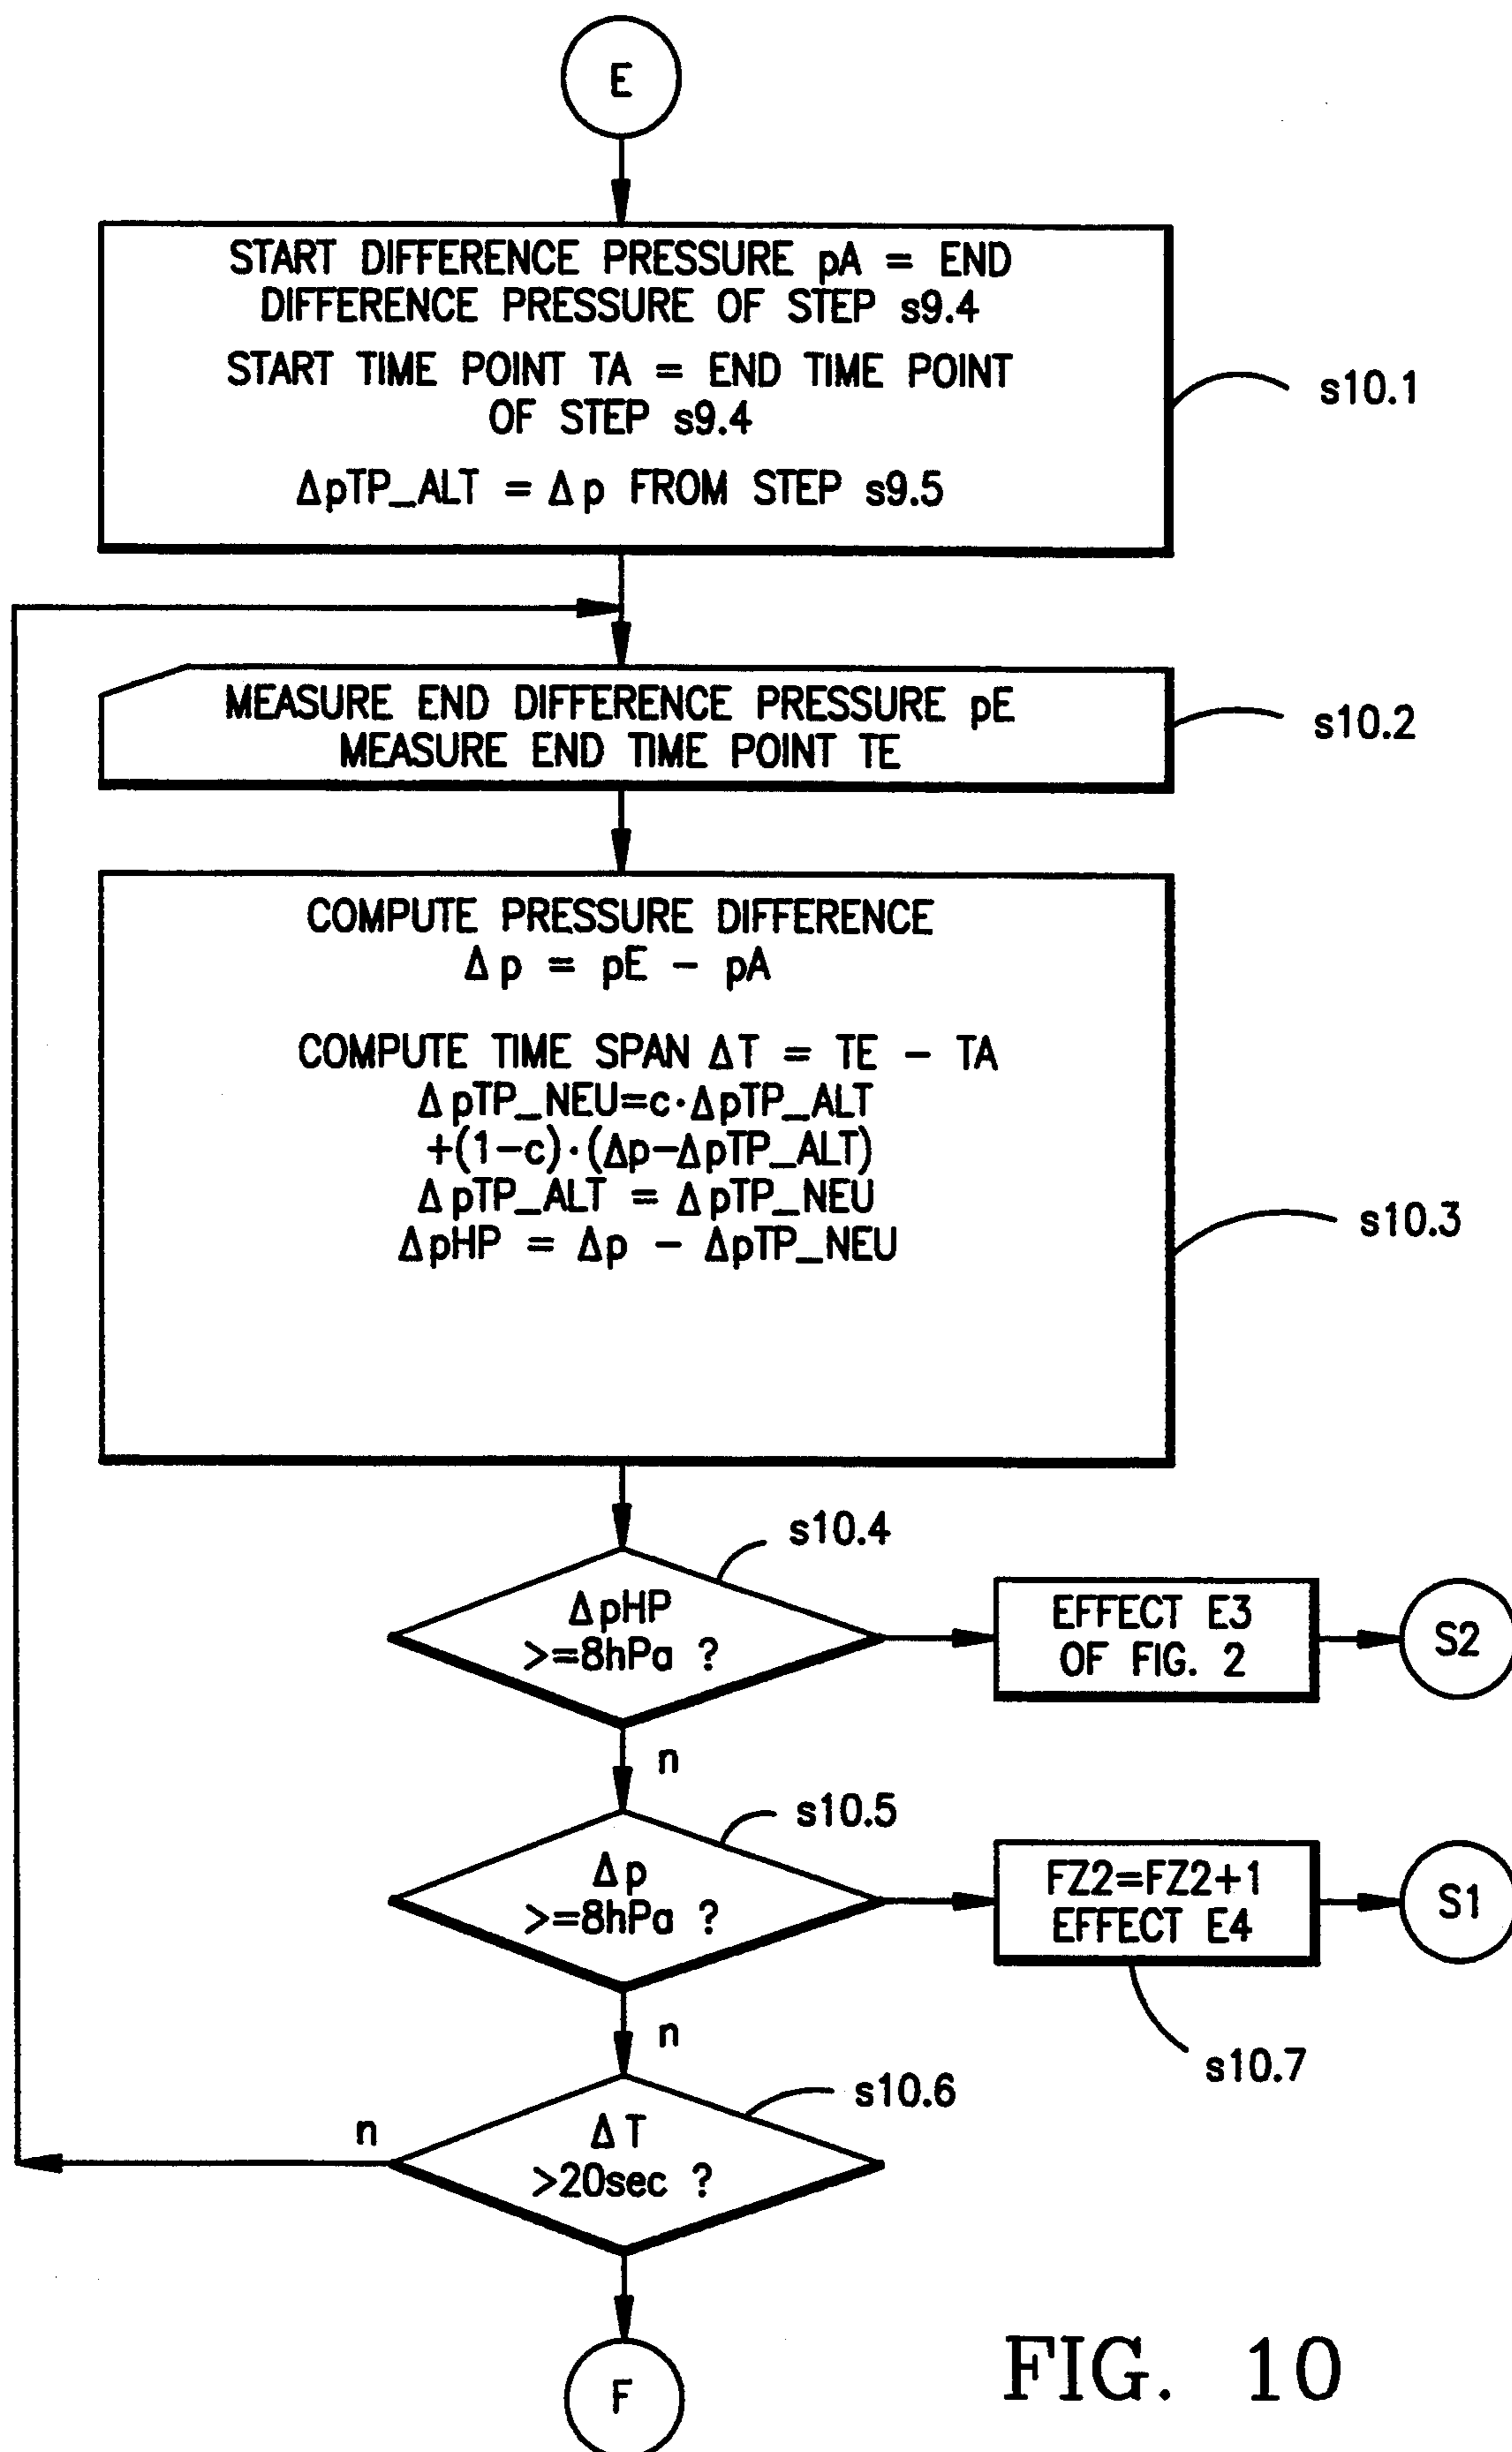 E
START DIFFERENCE PRESSURE pA = END
DIFFERENCE PRESSURE OF STEP s9.4
START TIME POINT TA = END TIME POINT
OF STEP s9.4
ΔpTP_ALT = Δp FROM STEP s9.5
s10.1
MEASURE END DIFFERENCE PRESSURE pE
MEASURE END TIME POINT TE
s10.2
COMPUTE PRESSURE DIFFERENCE
Δp = pE - pA
COMPUTE TIME SPAN ΔT = TE - TA
ΔpTP_NEU=c·ΔpTP_ALT
+(1-c)·(Δp-ΔpTP_ALT)
ΔpTP_ALT = ΔpTP_NEU
ΔpHP = Δp - ΔpTP_NEU
s10.3
s10.4
ΔpHP
>=8hPa ?
EFFECT E3
OF FIG. 2
S2
n
s10.5
Δp
>=8hPa ?
FZ2=FZ2+1
EFFECT E4
S1
n
s10.7
s10.6
n
ΔT
>20sec ?
F
FIG. 10